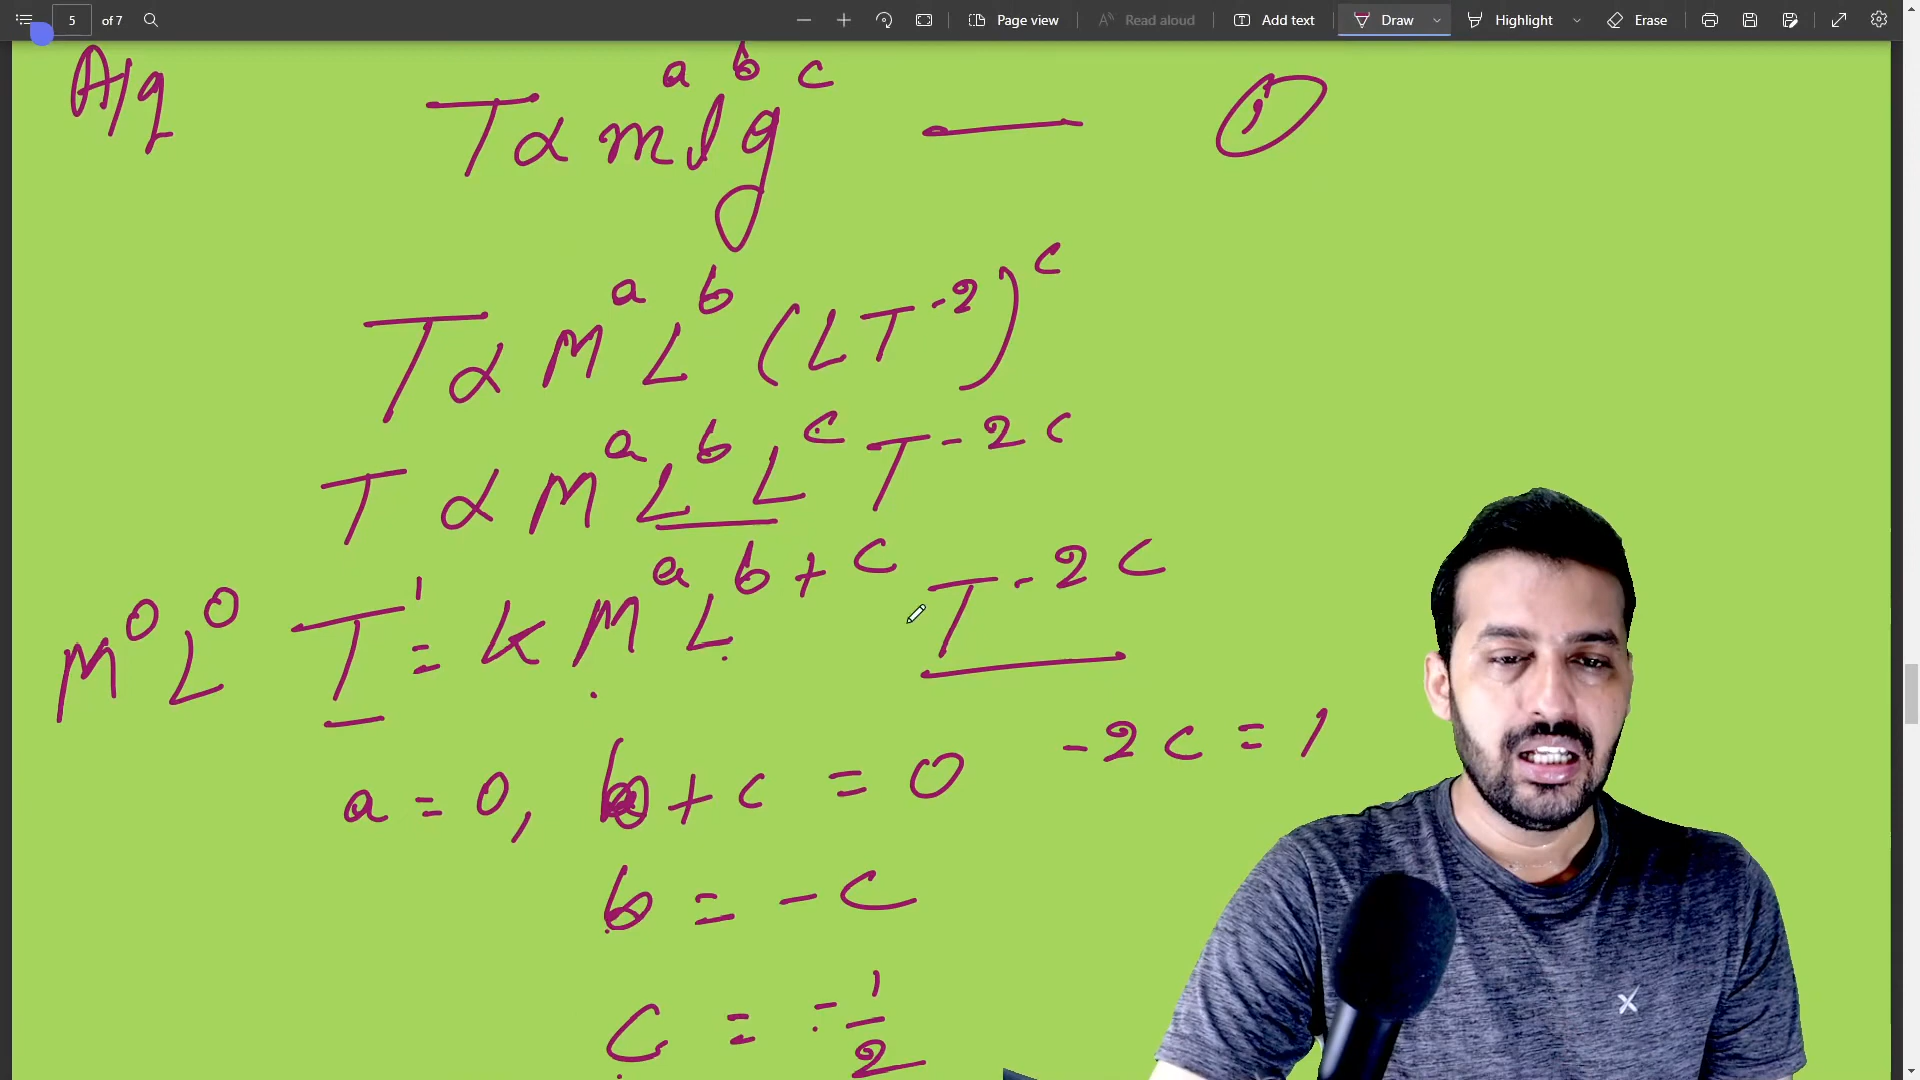 5 of 7 Page view Read aloud Add text Draw Highlight Erase
A/q T α m^a l^b g^c — ①
T α M^a L^b (LT^-2)^c
T α M^a L^b L^c T^-2c
M^0 L^0 T^1 = k M^a L^b+c T^-2c
a = 0, b + c = 0 -2c = 1
b = - c
c = - 1/2